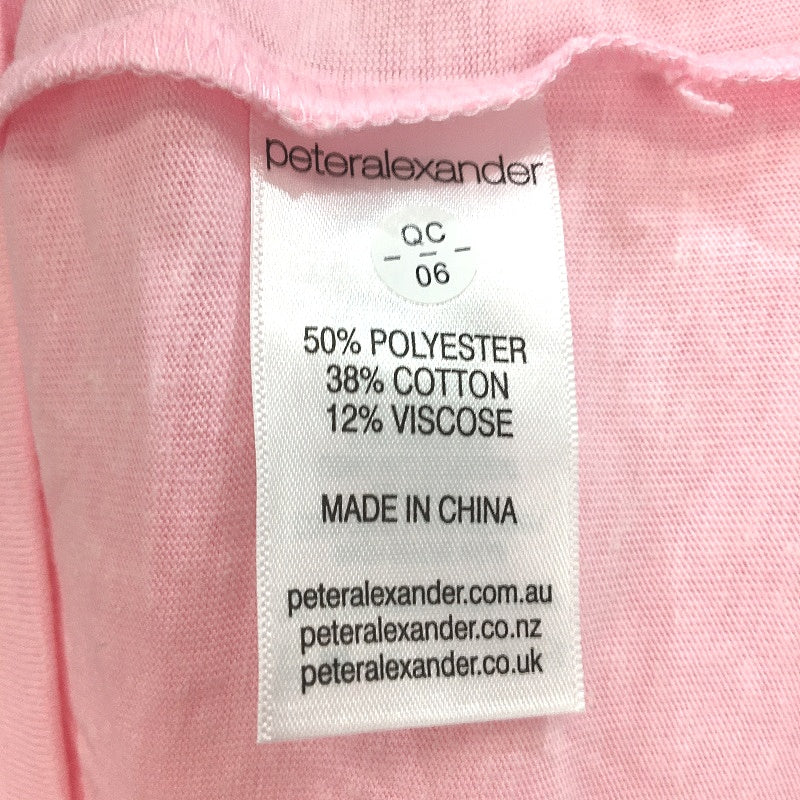 peteralexander
QC
06
50% POLYESTER
38% COTTON
12% VISCOSE
MADE IN CHINA
peteralexander.com.au
peteralexander.co.nz
peteralexander.co.uk